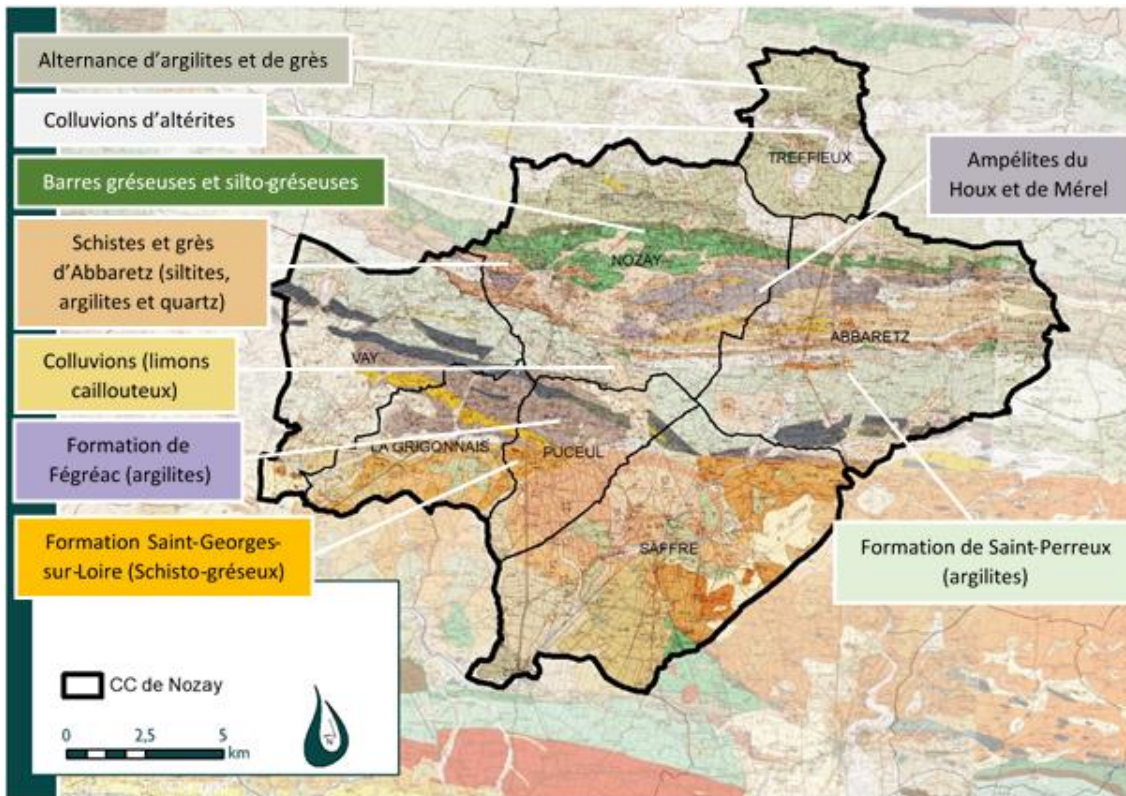 Alternance d'argilites et de grès
Colluvions d'altérites
Barres gréseuses et silto-gréseuses
Schistes et grès
d'Abbaretz (siltites,
argilites et quartz)
Colluvions (limons
caillouteux)
Formation de
Fégréac (argilites)
Formation Saint-Georges-
sur-Loire (Schisto-gréseux)
Ampélites du
Houx et de Mérel
Formation de Saint-Perreux
(argilites)
TREFFIEUX
NOZAY
ABBARETZ
VAY
LA GRIGONNAIS
PUCEUL
SAFFRE
CC de Nozay
0 2,5 5
km
N